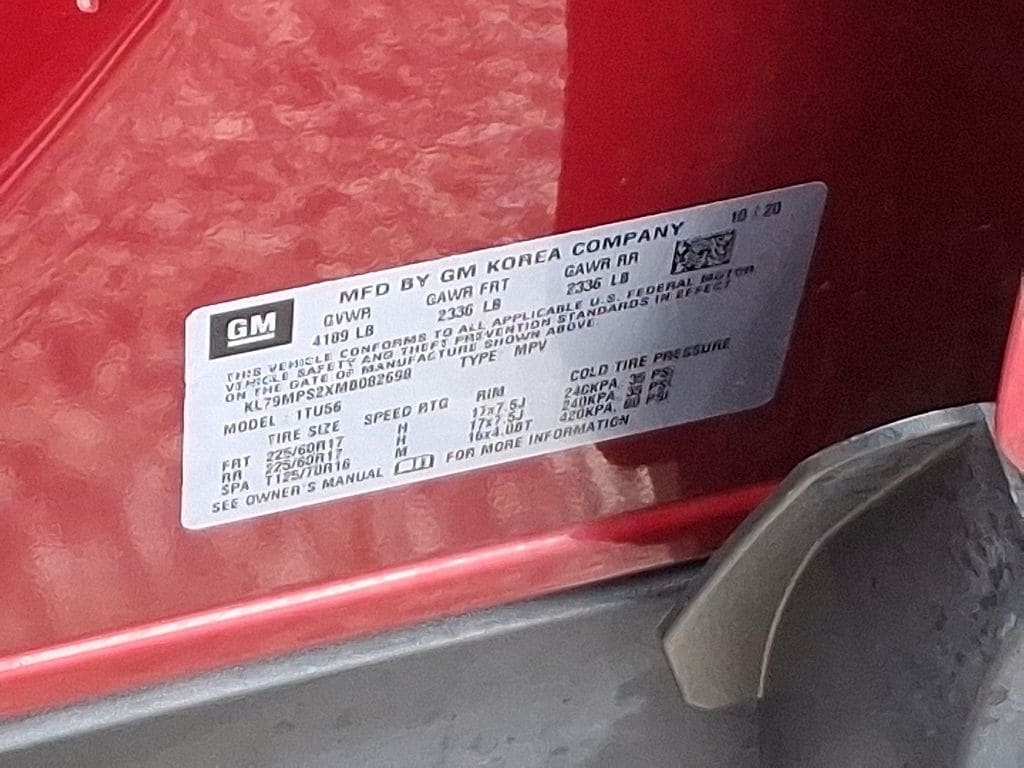 10 / 20
MFD BY GM KOREA COMPANY
GM
GVWR GAWR FRT GAWR RR
4189 LB 2336 LB 2336 LB
THIS VEHICLE CONFORMS TO ALL APPLICABLE U.S. FEDERAL MOTOR
VEHICLE SAFETY AND THEFT PREVENTION STANDARDS IN EFFECT
ON THE DATE OF MANUFACTURE SHOWN ABOVE.
KL79MPS2XMB082690 TYPE: MPV
MODEL: 1TU56
TIRE SIZE SPEED RTG RIM COLD TIRE PRESSURE
FRT 225/60R17 H 17x7.5J 240KPA, 35 PSI
RR 225/60R17 H 17x7.5J 240KPA, 35 PSI
SPA T125/70R16 M 16x4.00T 420KPA, 60 PSI
SEE OWNER'S MANUAL FOR MORE INFORMATION